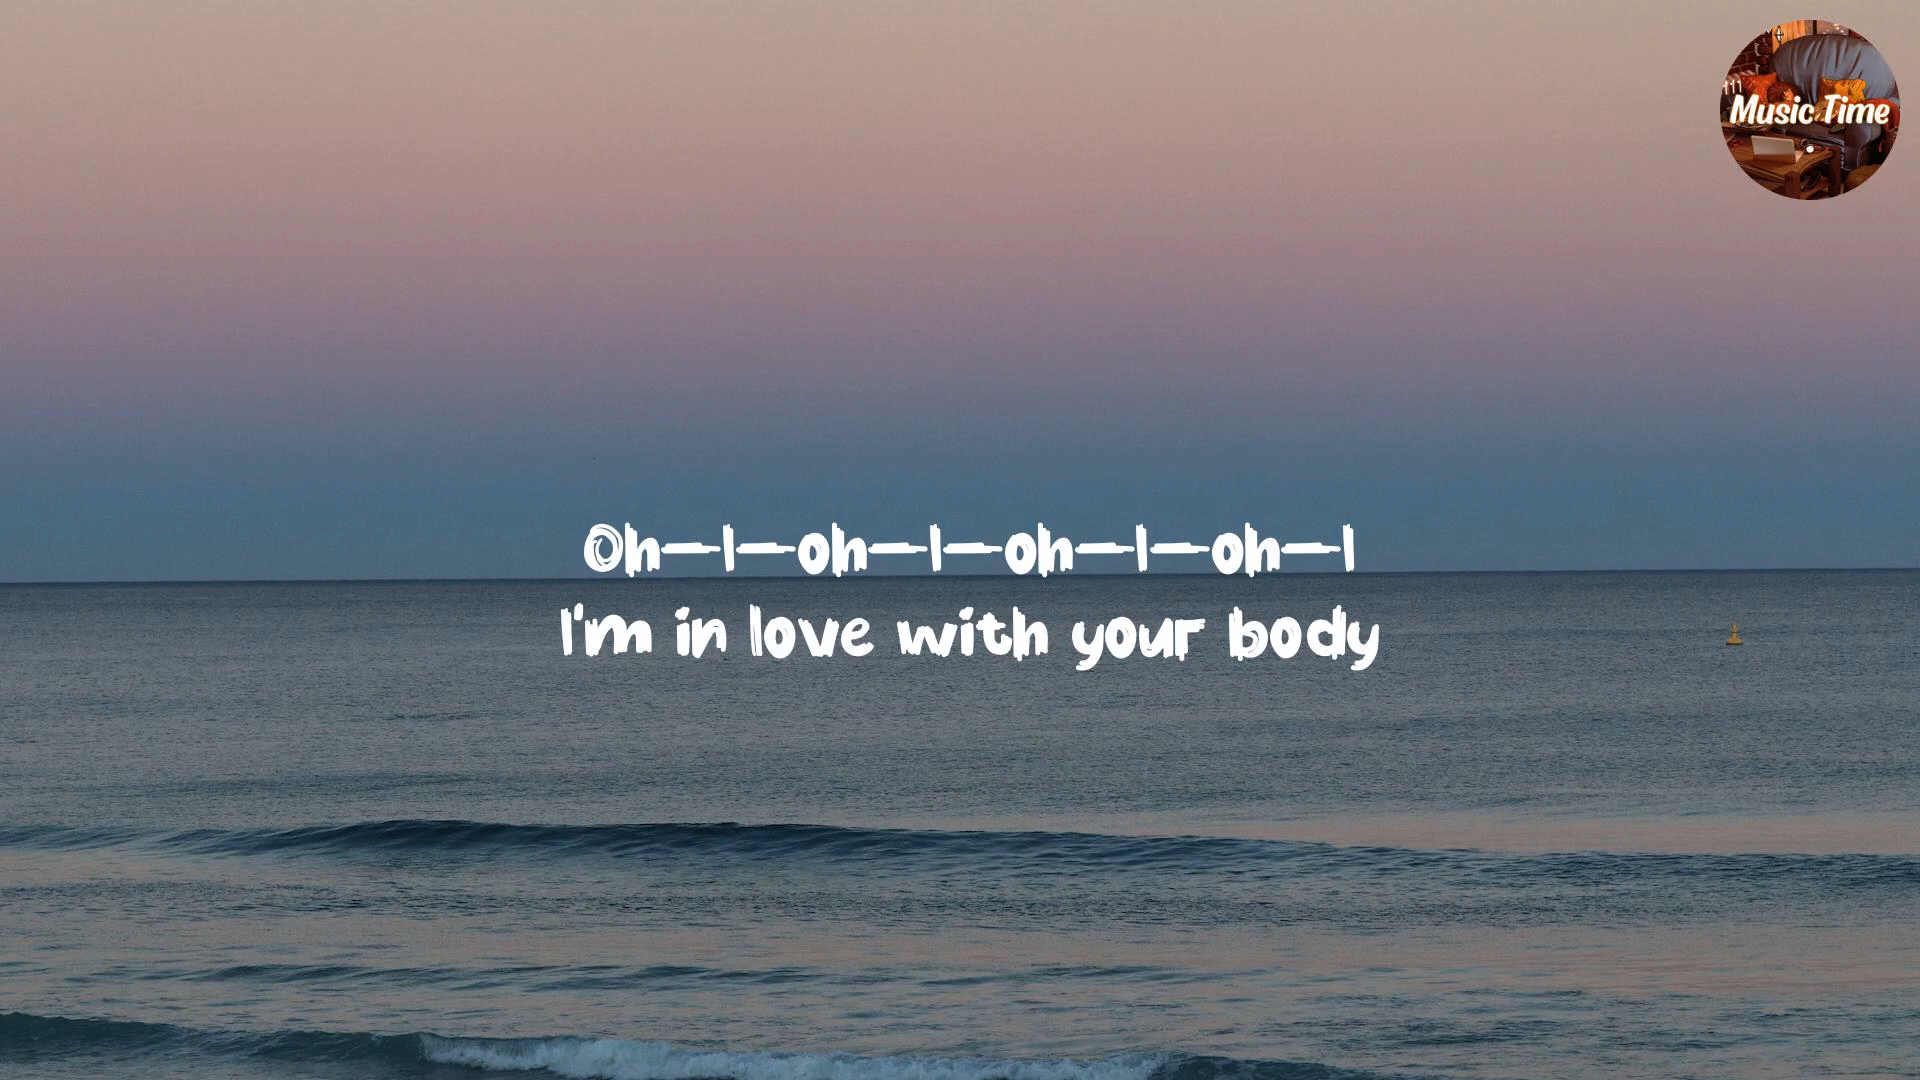 Music Time
Oh—I—oh—I—oh—I—oh—I
I'm in love with your body